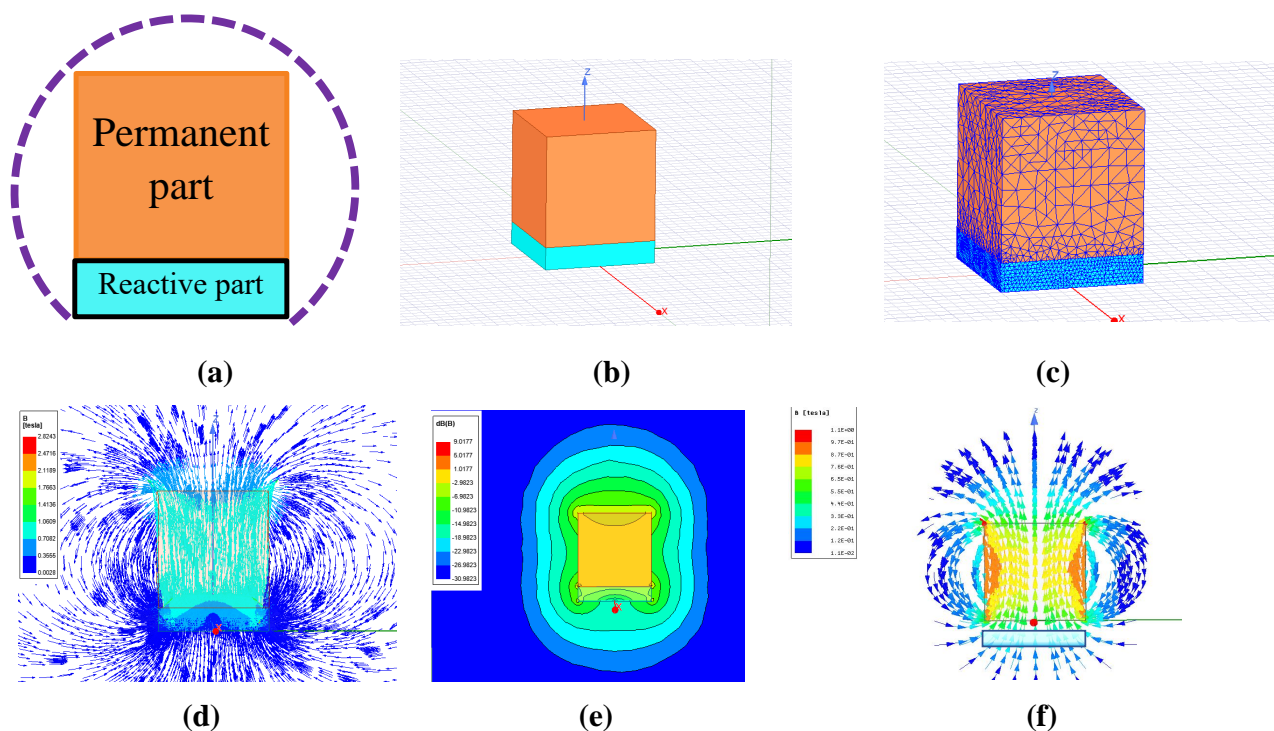 Permanent
part
Reactive part
(a)
z
x
(b)
z
x
(c)
B
[tesla]
2.8243
2.4716
2.1189
1.7663
1.4136
1.0609
0.7082
0.3555
0.0028
z
(d)
dB(B)
9.0177
5.0177
1.0177
-2.9823
-6.9823
-10.9823
-14.9823
-18.9823
-22.9823
-26.9823
-30.9823
(e)
B [tesla]
1.1E+00
9.7E-01
8.7E-01
7.6E-01
6.5E-01
5.5E-01
4.4E-01
3.3E-01
2.2E-01
1.2E-01
1.1E-02
z
(f)